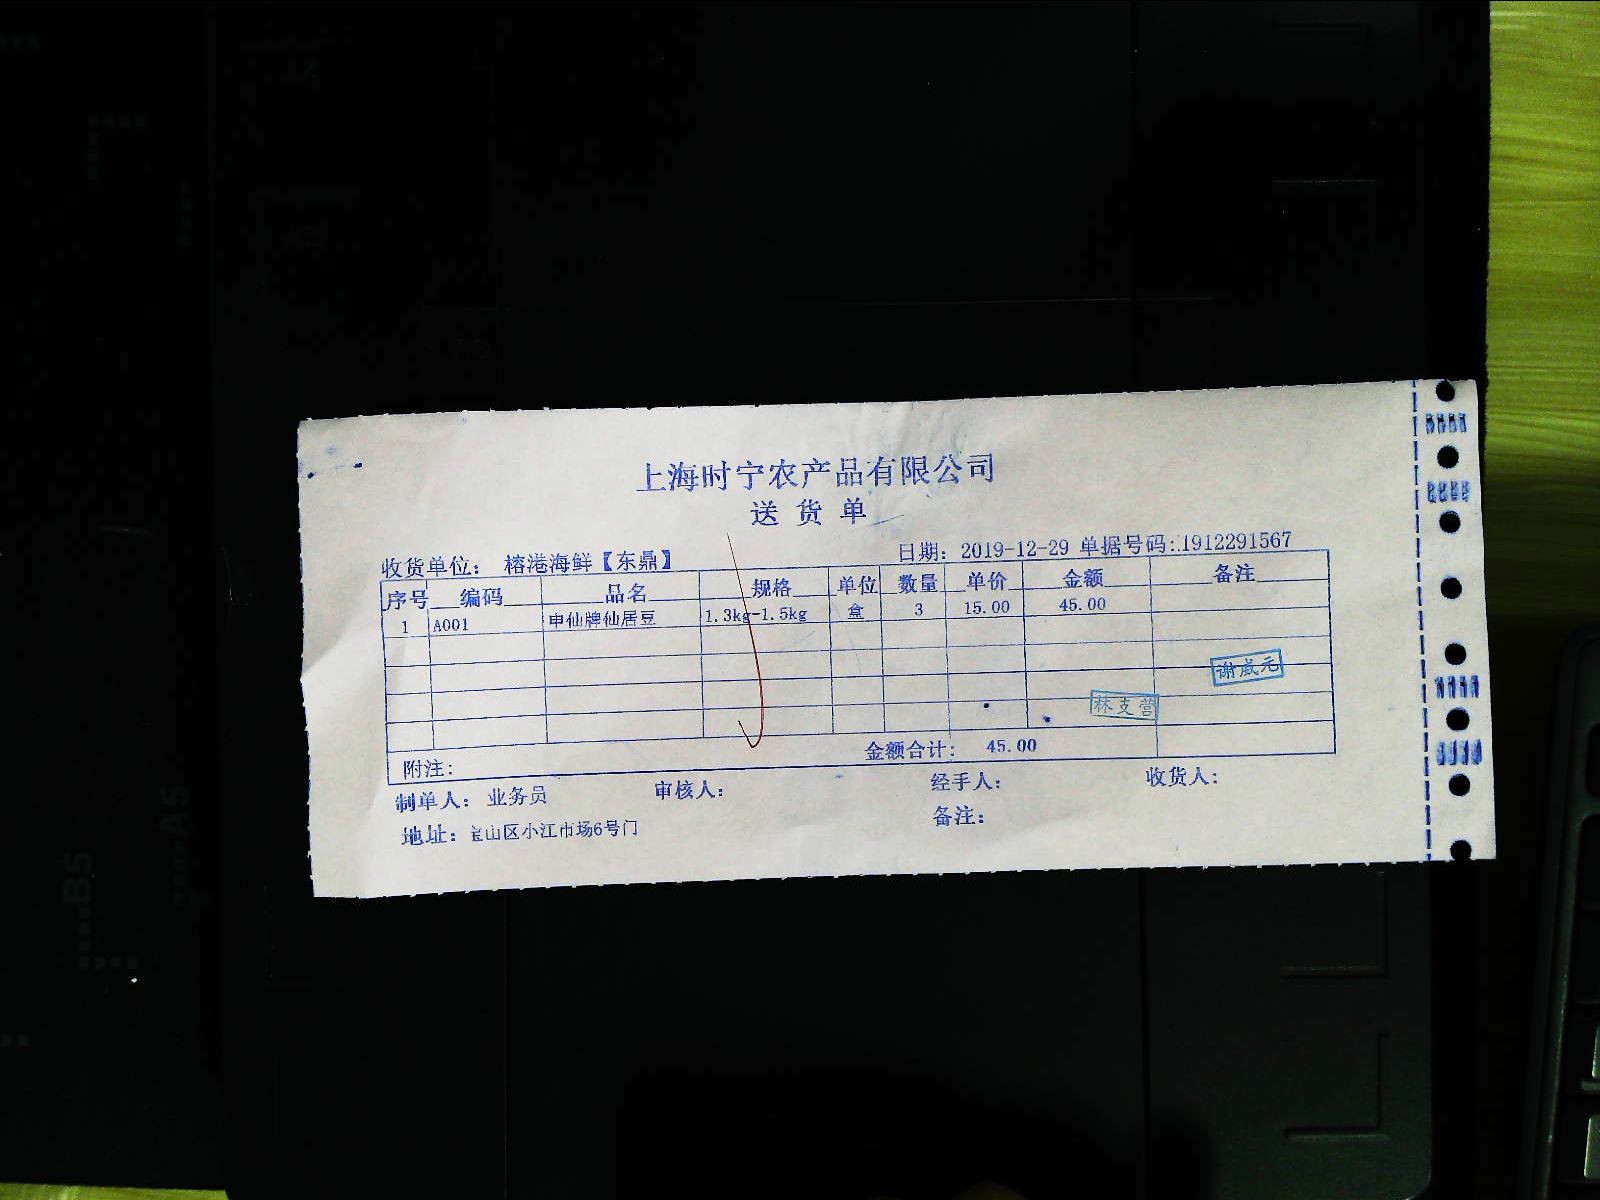 上海时宁农产品有限公司
送货单
收货单位： 榕港海鲜【东鼎】 日期：2019-12-29 单据号码：1912291567
序号 编码 品名 规格 单位 数量 单价 金额 备注
1 A001 申仙牌仙居豆 1.3kg-1.5kg 盒 3 15.00 45.00
谢威元
林支营
附注： 金额合计： 45.00
制单人：业务员 审核人： 经手人： 收货人：
地址：宝山区小江市场6号门 备注：
A5
B5